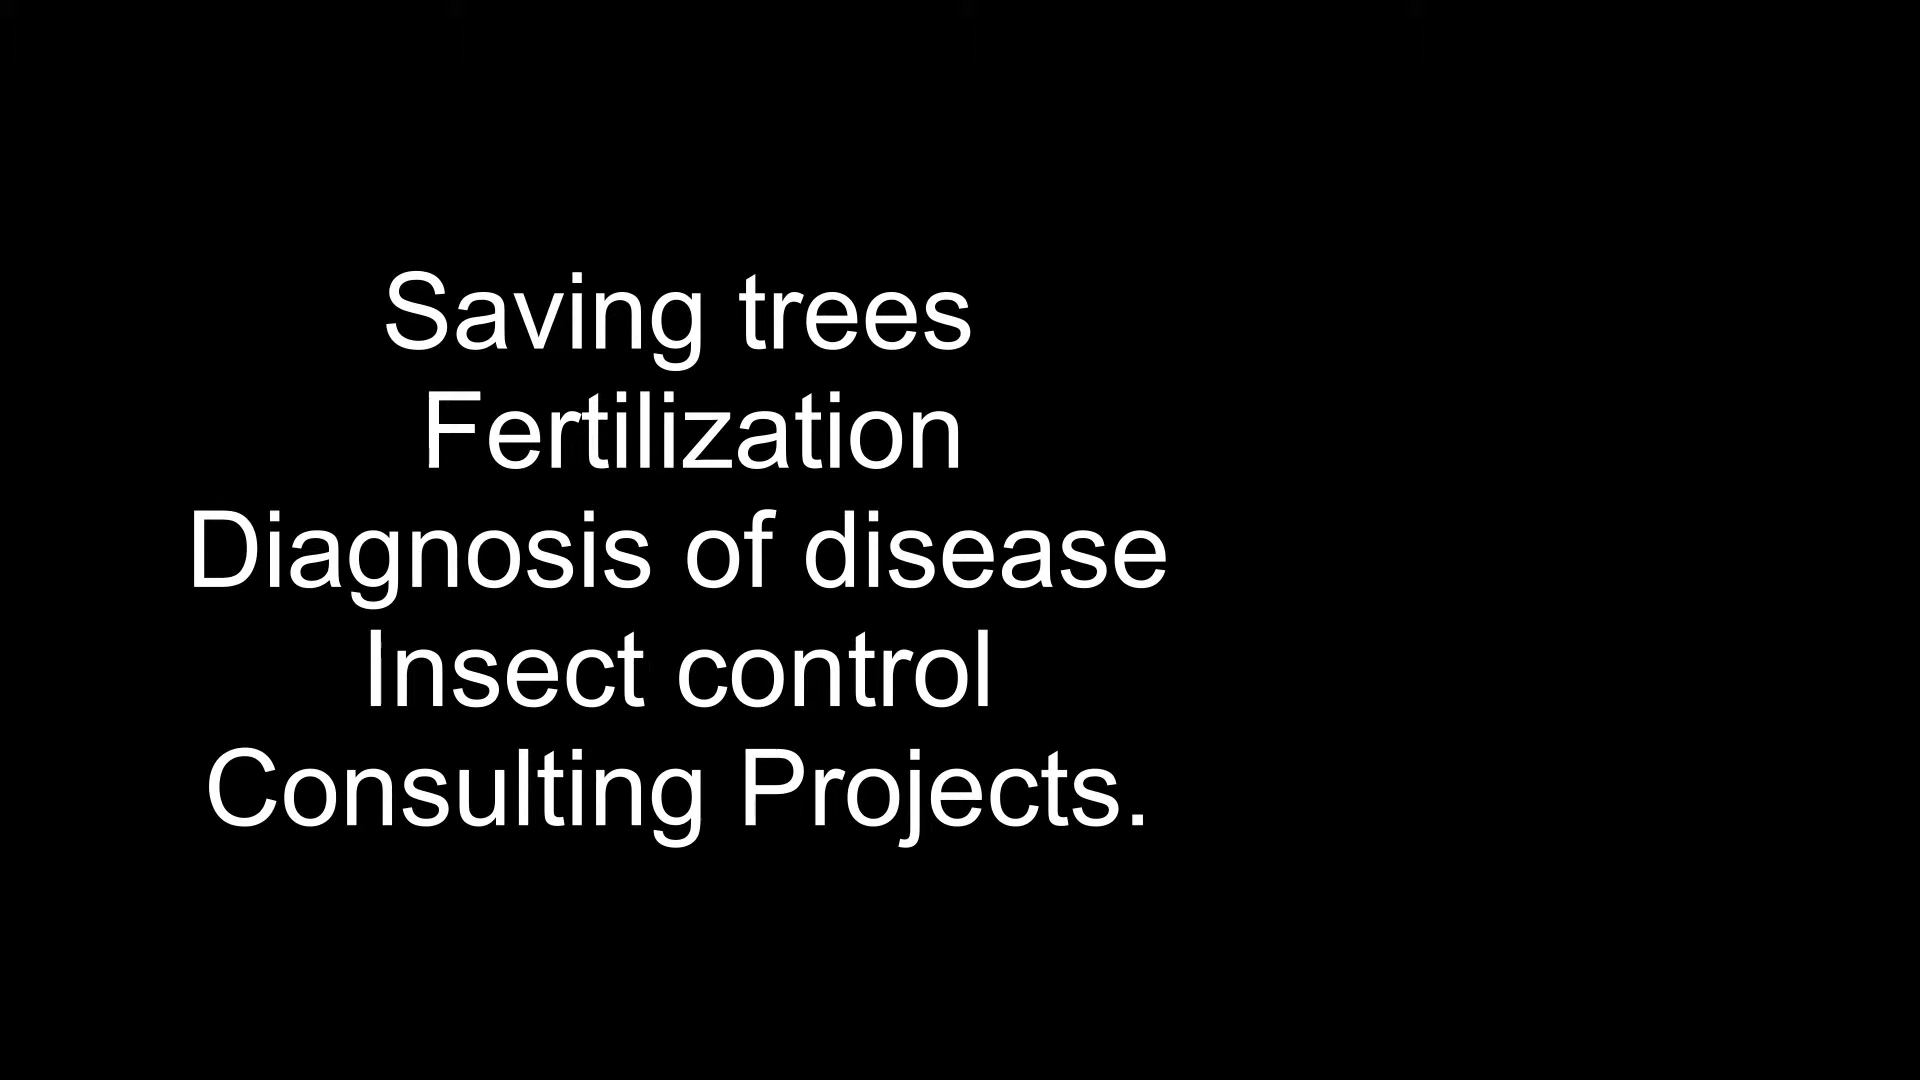 Saving trees
Fertilization
Diagnosis of disease
Insect control
Consulting Projects.